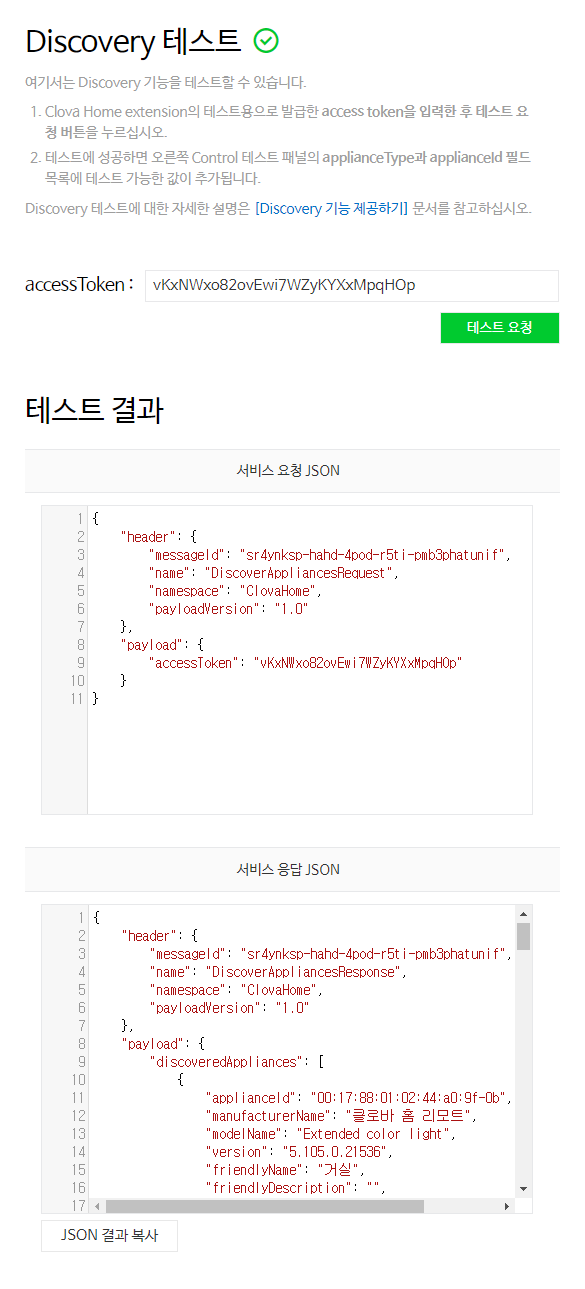 Discovery 테스트
여기서는 Discovery 기능을 테스트할 수 있습니다.
1. Clova Home extension의 테스트용으로 발급한 access token을 입력한 후 테스트 요
청 버튼을 누르십시오.
2. 테스트에 성공하면 오른쪽 Control 테스트 패널의 applianceType과 applianceId 필드
목록에 테스트 가능한 값이 추가됩니다.
Discovery 테스트에 대한 자세한 설명은 [Discovery 기능 제공하기] 문서를 참고하십시오.
accessToken : vKxNWxo82ovEwi7WZyKYXxMpqHOp
테스트 요청
테스트 결과
서비스 요청 JSON
1 {
2 "header": {
3 "messageId": "sr4ynksp-hahd-4pod-r5ti-pmb3phatunif",
4 "name": "DiscoverAppliancesRequest",
5 "namespace": "ClovaHome",
6 "payloadVersion": "1.0"
7 },
8 "payload": {
9 "accessToken": "vKxNWxo82ovEwi7WZyKYXxMpqHOp"
10 }
11 }
서비스 응답 JSON
1 {
2 "header": {
3 "messageId": "sr4ynksp-hahd-4pod-r5ti-pmb3phatunif",
4 "name": "DiscoverAppliancesResponse",
5 "namespace": "ClovaHome",
6 "payloadVersion": "1.0"
7 },
8 "payload": {
9 "discoveredAppliances": [
10 {
11 "applianceId": "00:17:88:01:02:44:a0:9f-0b",
12 "manufacturerName": "클로바 홈 리모트",
13 "modelName": "Extended color light",
14 "version": "5.105.0.21536",
15 "friendlyName": "거실",
16 "friendlyDescription": "",
17
JSON 결과 복사